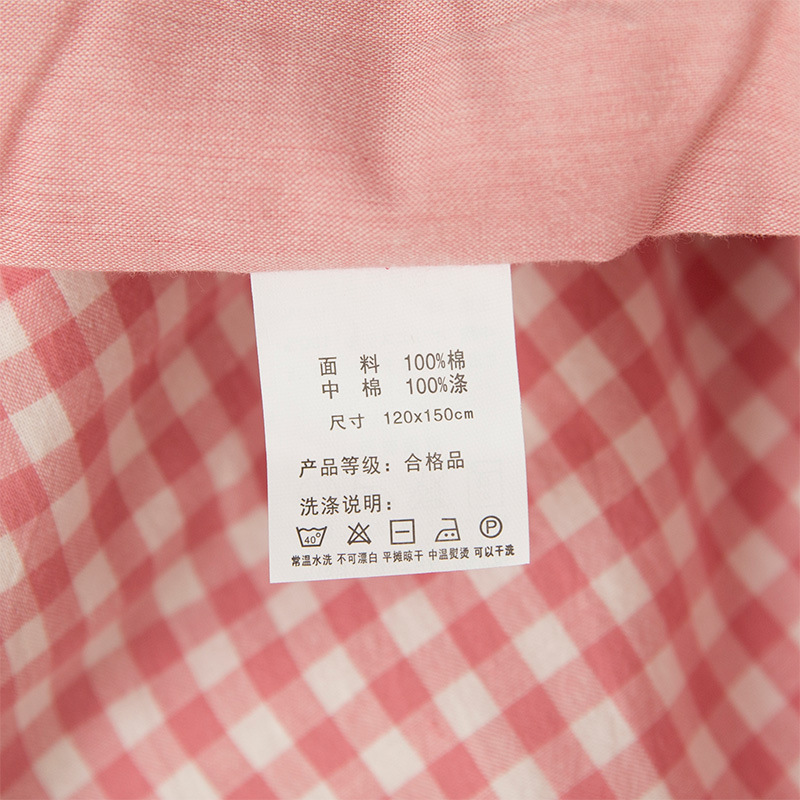 面 料 100%棉
中 棉 100%涤
尺寸 120x150cm
产品等级：合格品
洗涤说明：
40° P
常温水洗 不可漂白 平摊晾干 中温熨烫 可以干洗